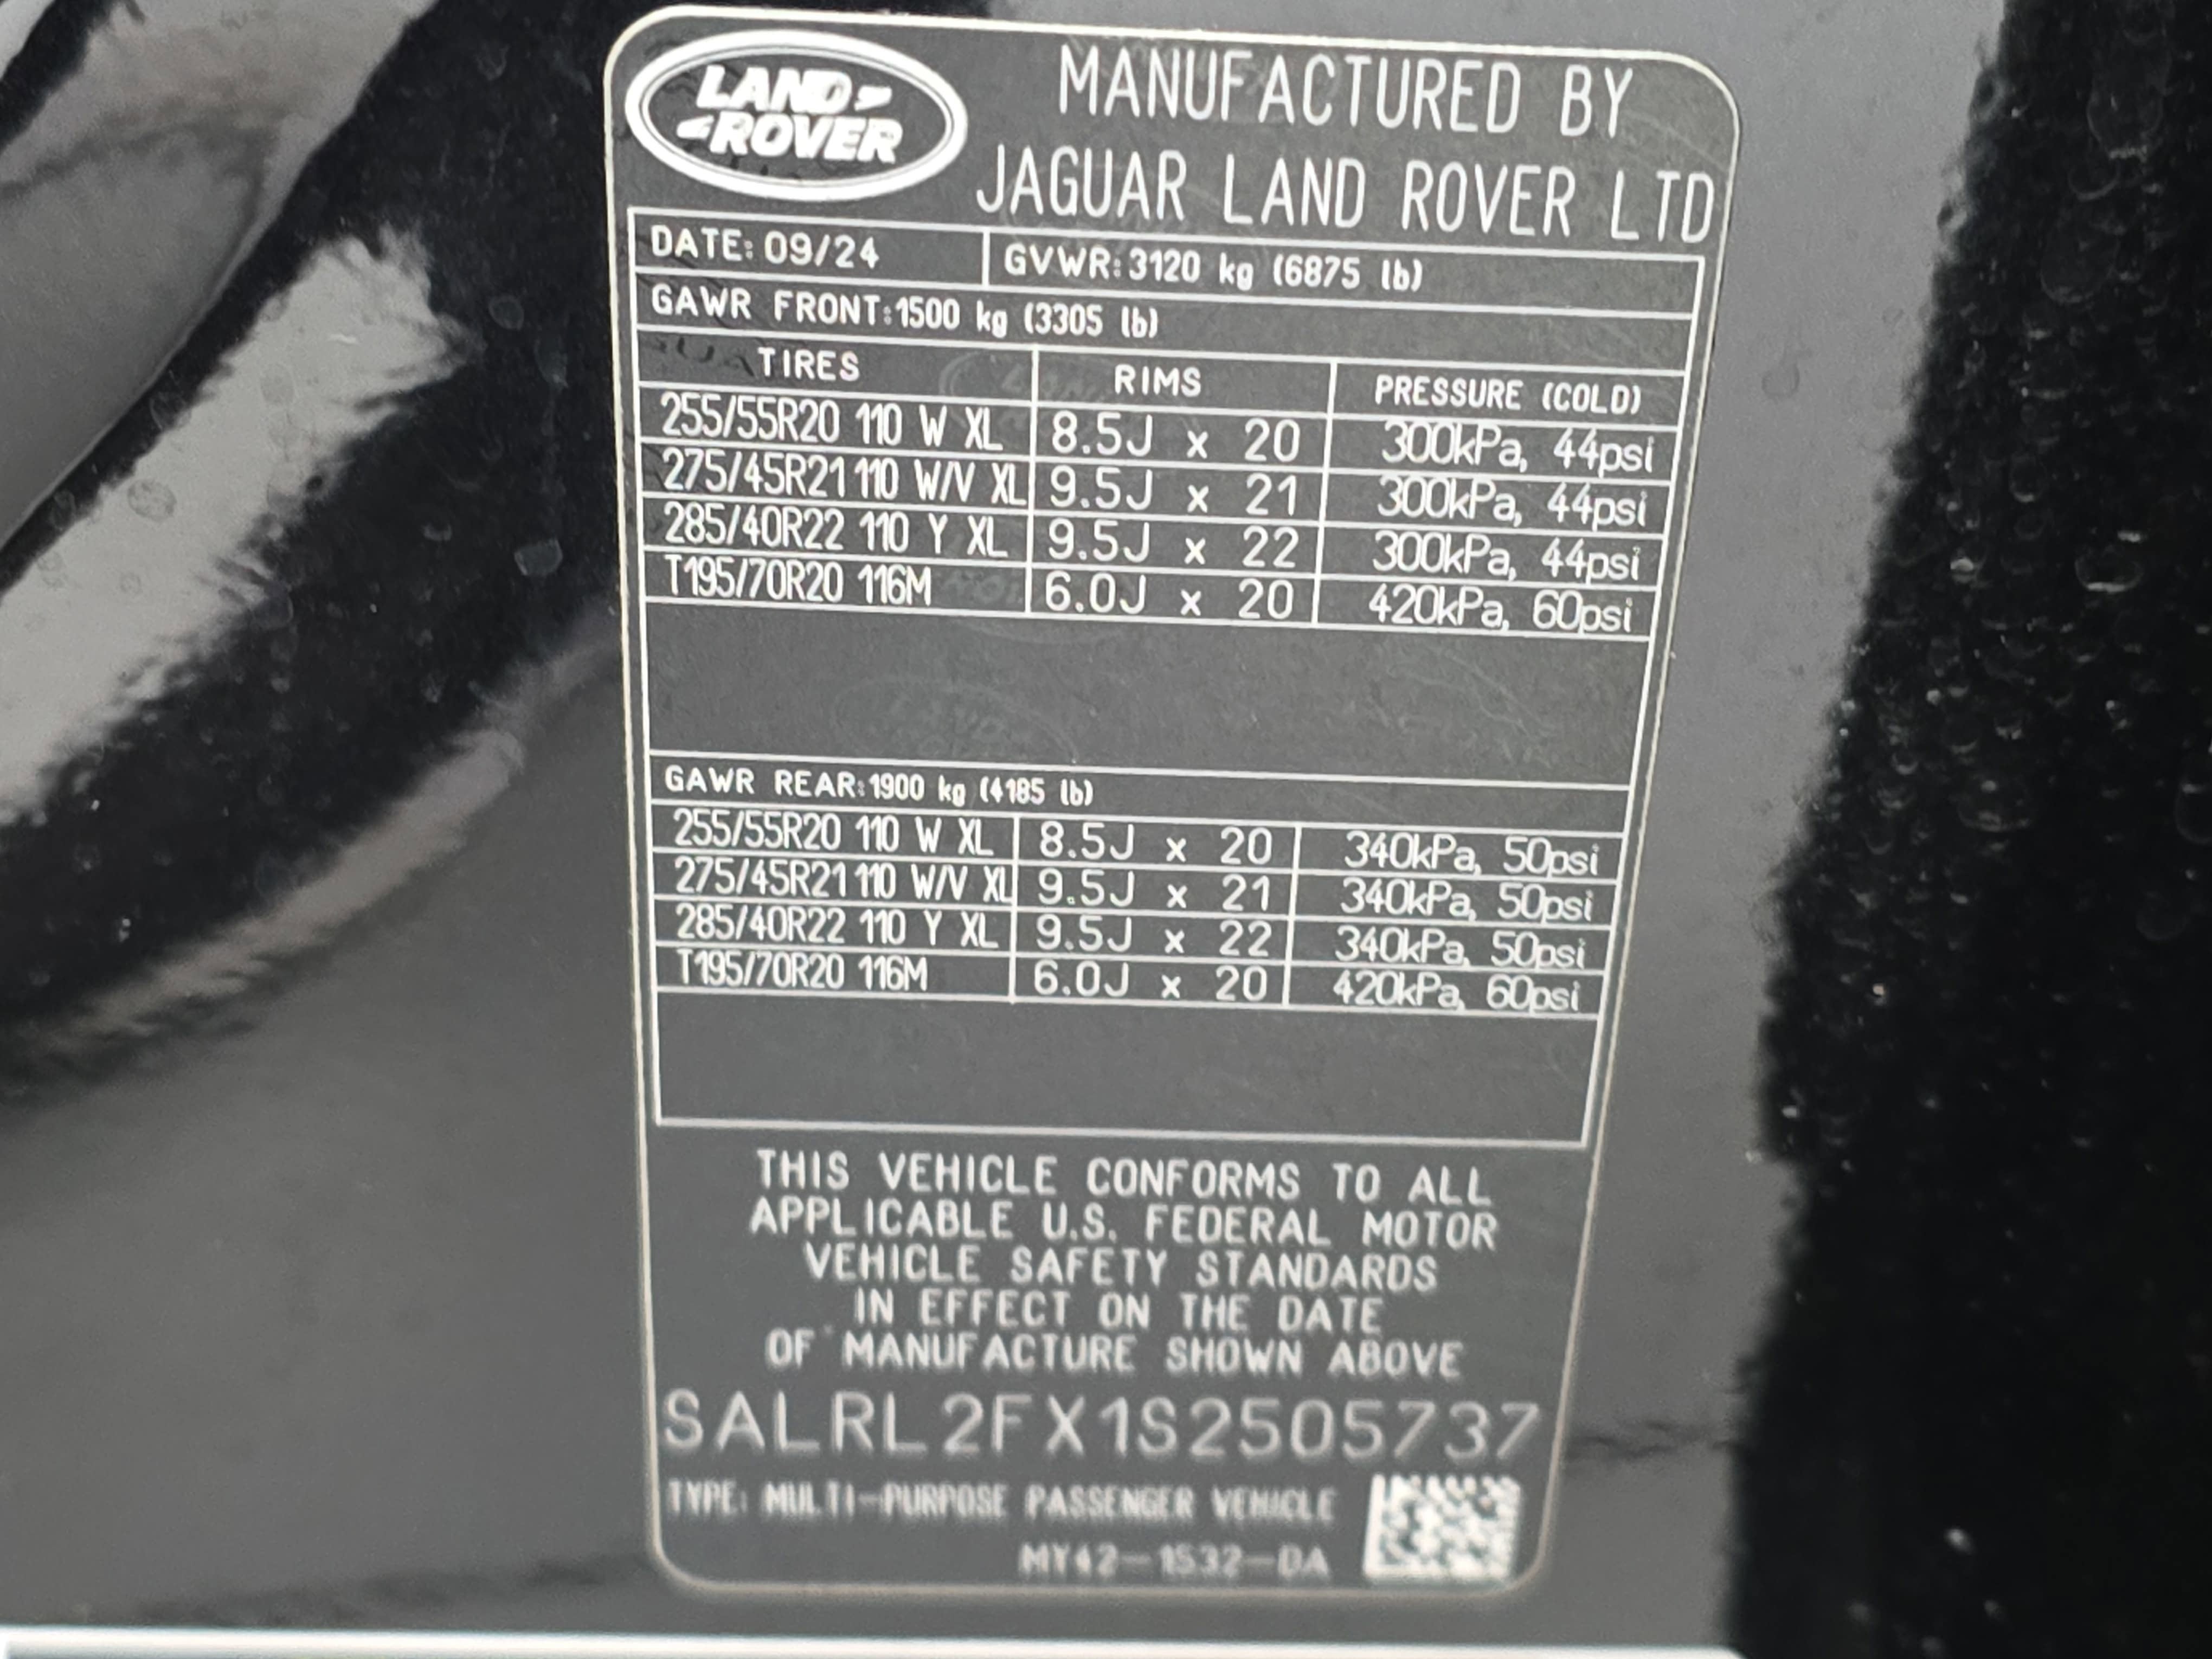 LAND
ROVER
MANUFACTURED BY
JAGUAR LAND ROVER LTD
DATE: 09/24 GVWR: 3120 kg (6875 lb)
GAWR FRONT: 1500 kg (3305 lb)
TIRES RIMS PRESSURE (COLD)
255/55R20 110 W XL 8.5J x 20 300kPa, 44psi
275/45R21 110 W/V XL 9.5J x 21 300kPa, 44psi
285/40R22 110 Y XL 9.5J x 22 300kPa, 44psi
T195/70R20 116M 6.0J x 20 420kPa, 60psi
GAWR REAR: 1900 kg (4185 lb)
255/55R20 110 W XL 8.5J x 20 340kPa, 50psi
275/45R21 110 W/V XL 9.5J x 21 340kPa, 50psi
285/40R22 110 Y XL 9.5J x 22 340kPa, 50psi
T195/70R20 116M 6.0J x 20 420kPa, 60psi
THIS VEHICLE CONFORMS TO ALL
APPLICABLE U.S. FEDERAL MOTOR
VEHICLE SAFETY STANDARDS
IN EFFECT ON THE DATE
OF MANUFACTURE SHOWN ABOVE
SALRL2FX1S2505737
TYPE: MULTI-PURPOSE PASSENGER VEHICLE
MY42-1532-DA